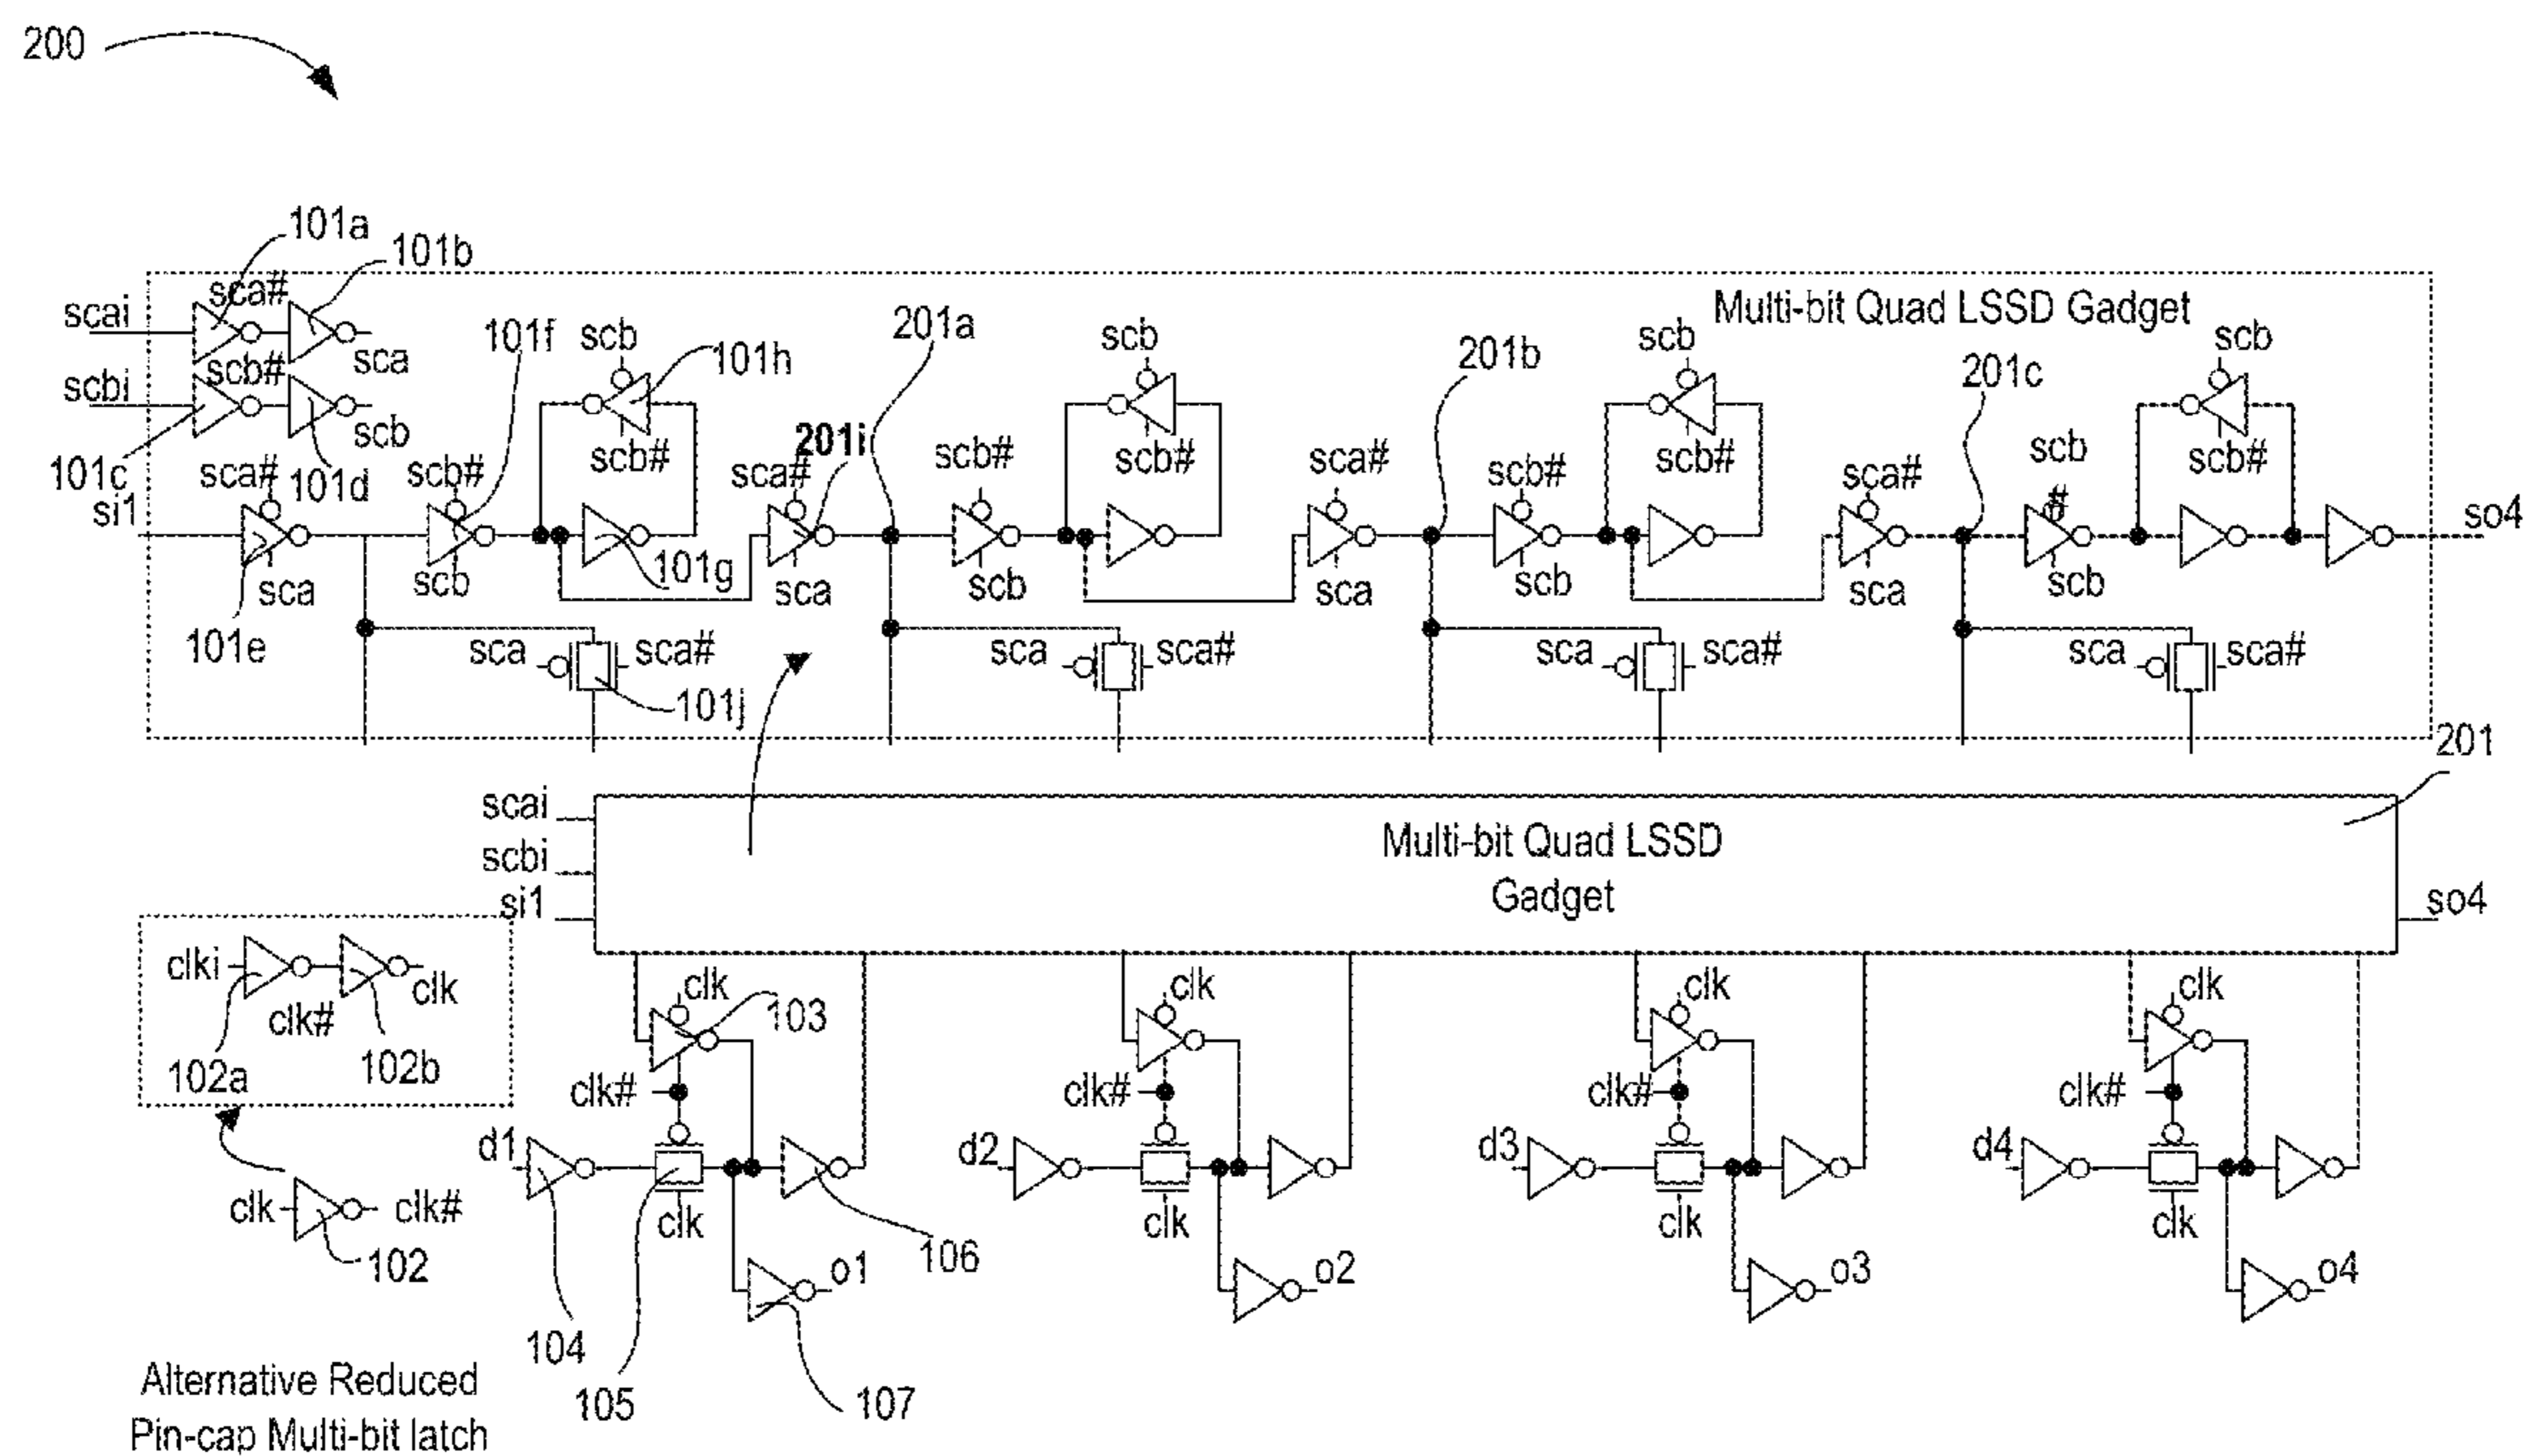 200
101a
101b
sca#
scai
sca
scb#
scbi
scb
101c
101d
101f
scb
101h
scb#
201i
201a
scb
scb#
Multi-bit Quad LSSD Gadget
201b
scb
scb#
201c
scb
scb#
sca#
scb#
sca#
scb#
sca#
scb#
sca#
scb
#
si1
so4
sca
scb
101g
sca
scb
sca
scb
sca
scb
101e
sca
sca#
101j
sca
sca#
sca
sca#
sca
sca#
201
scai
scbi
si1
Multi-bit Quad LSSD
Gadget
so4
clki
clk#
clk
102a
102b
clk
103
clk
clk
clk
clk#
clk#
clk#
clk#
d1
d2
d3
d4
clk
clk#
102
clk
clk
clk
clk
106
o1
o2
o3
o4
104
105
107
Alternative Reduced
Pin-cap Multi-bit latch